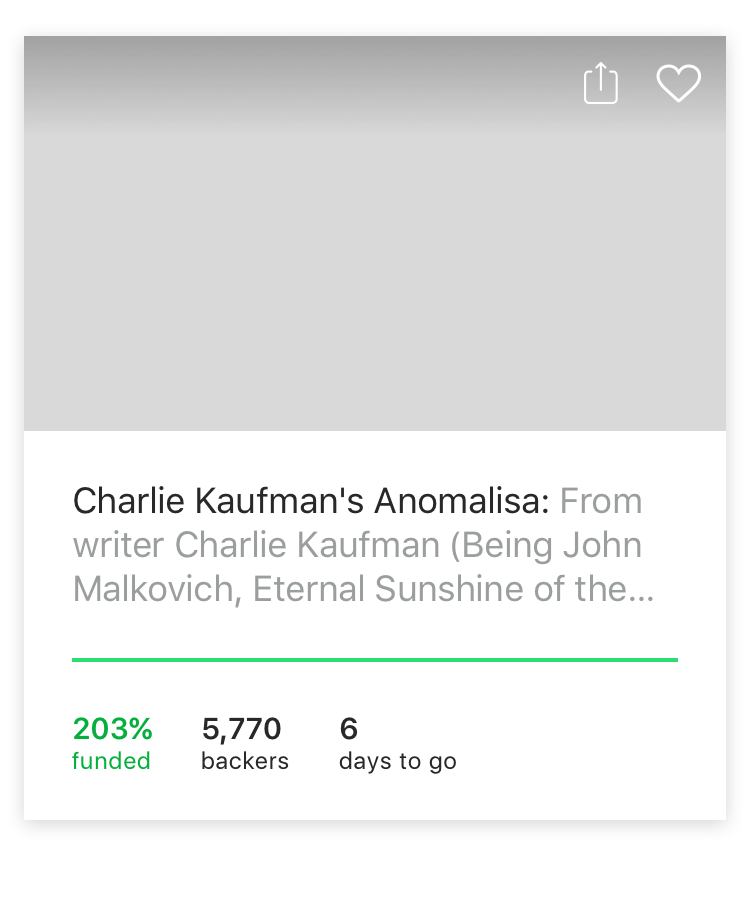 Charlie Kaufman's Anomalisa: From
writer Charlie Kaufman (Being John
Malkovich, Eternal Sunshine of the...
203% 5,770 6
funded backers days to go